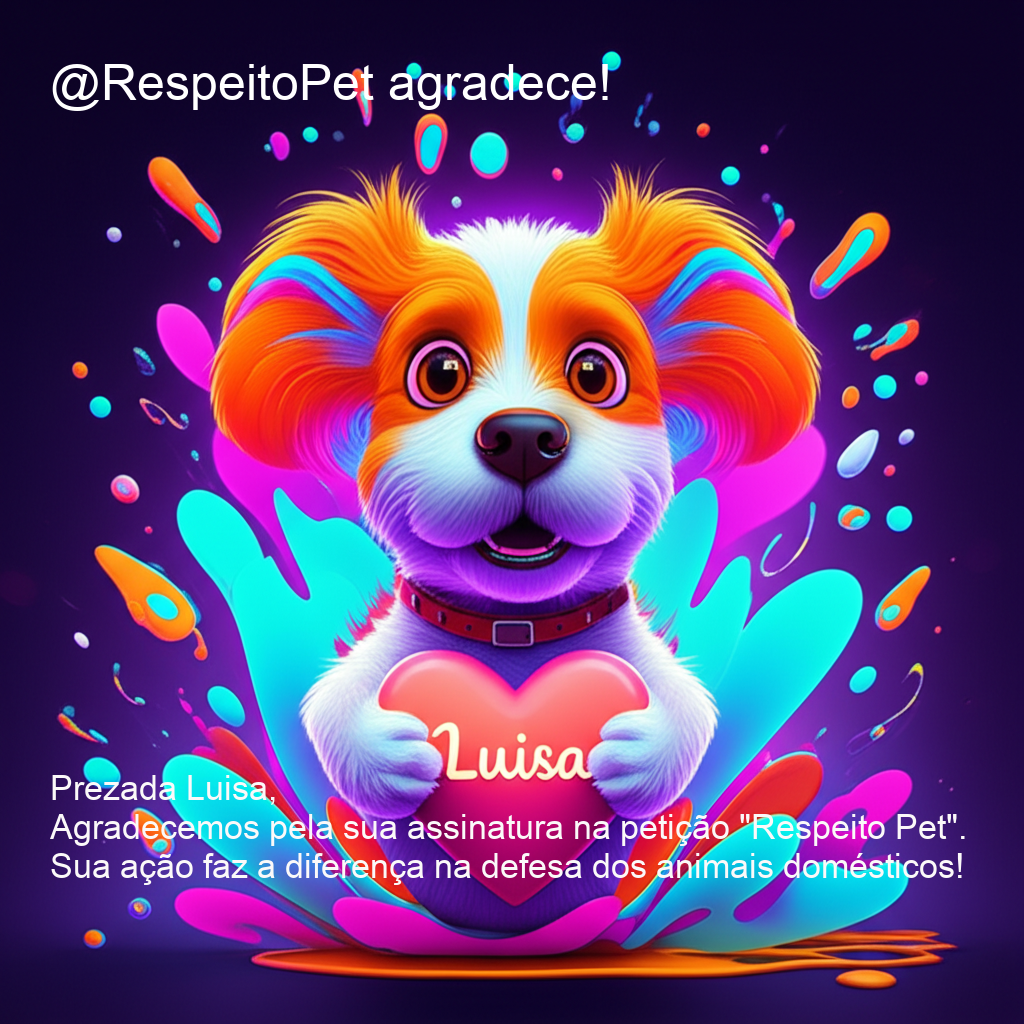 @RespeitoPet agradece!
Luisa
Prezada Luisa,
Agradecemos pela sua assinatura na petição "Respeito Pet".
Sua ação faz a diferença na defesa dos animais domésticos!